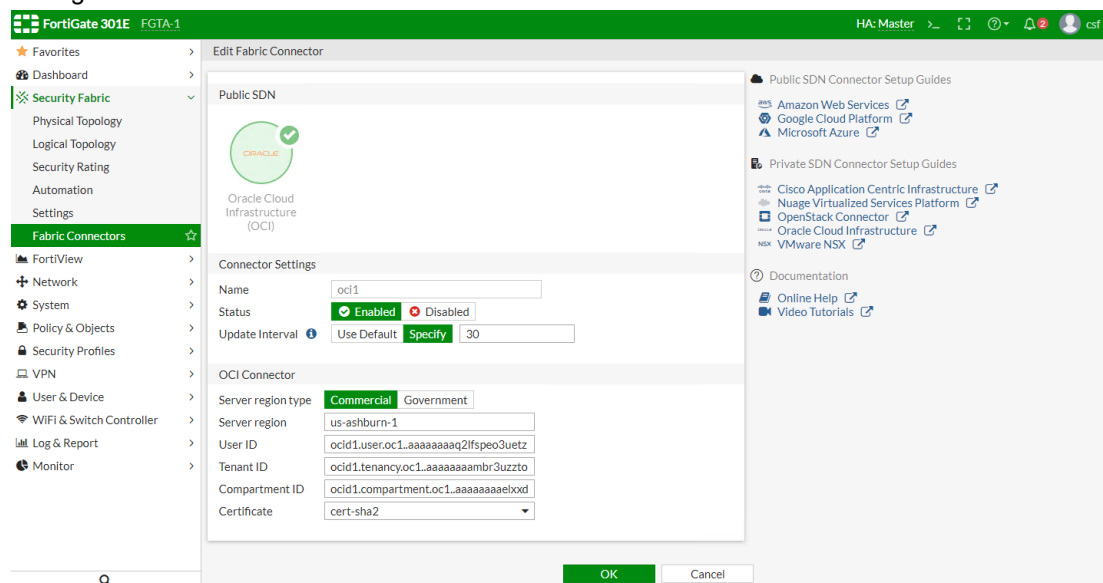 FortiGate 301E FGTA-1
HA: Master >_ 2 csf
Favorites
Dashboard
Security Fabric
Physical Topology
Logical Topology
Security Rating
Automation
Settings
Fabric Connectors
FortiView
Network
System
Policy & Objects
Security Profiles
VPN
User & Device
WiFi & Switch Controller
Log & Report
Monitor
Edit Fabric Connector
Public SDN
ORACLE
Oracle Cloud
Infrastructure
(OCI)
Connector Settings
Name oci1
Status Enabled Disabled
Update Interval Use Default Specify 30
OCI Connector
Server region type Commercial Government
Server region us-ashburn-1
User ID ocid1.user.oc1..aaaaaaaaq2lfspeo3uetz
Tenant ID ocid1.tenancy.oc1..aaaaaaaambr3uzzto
Compartment ID ocid1.compartment.oc1..aaaaaaaaelxxd
Certificate cert-sha2
OK Cancel
Public SDN Connector Setup Guides
aws Amazon Web Services
Google Cloud Platform
Microsoft Azure
Private SDN Connector Setup Guides
Cisco Application Centric Infrastructure
Nuage Virtualized Services Platform
OpenStack Connector
Oracle Cloud Infrastructure
NSX VMware NSX
Documentation
Online Help
Video Tutorials